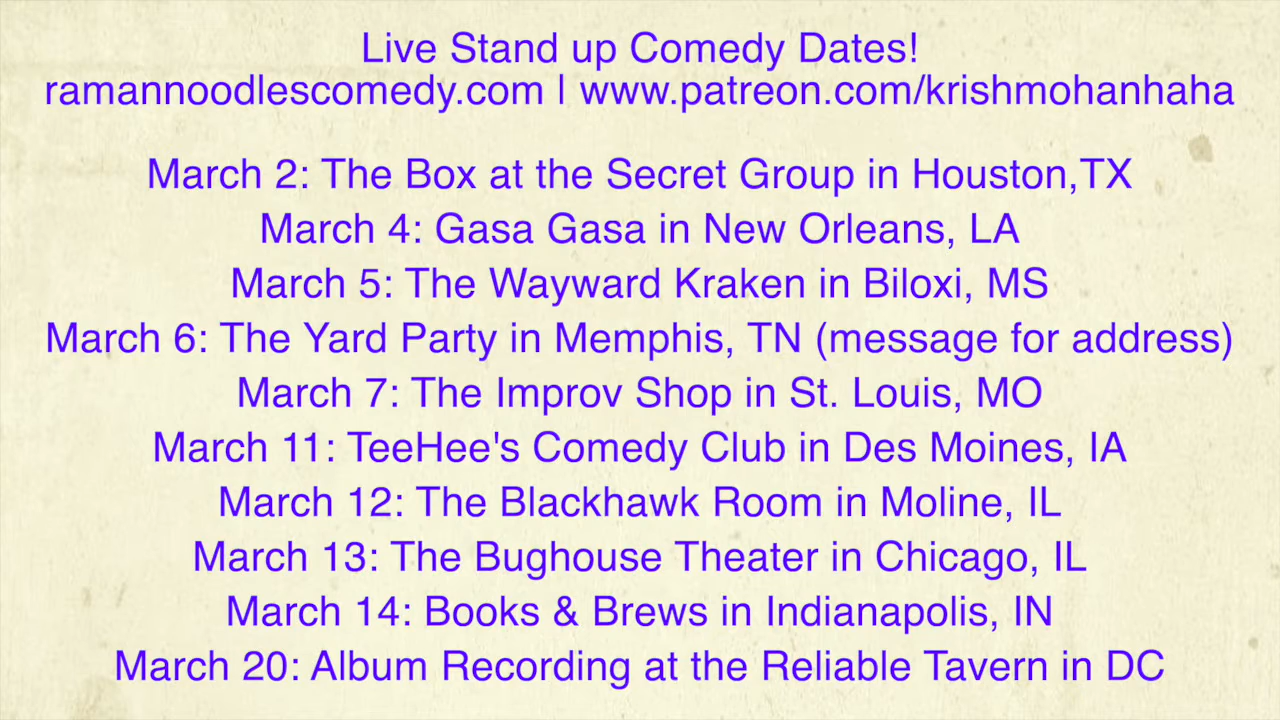 Live Stand up Comedy Dates!
ramannoodlescomedy.com | www.patreon.com/krishmohanhaha
March 2: The Box at the Secret Group in Houston,TX
March 4: Gasa Gasa in New Orleans, LA
March 5: The Wayward Kraken in Biloxi, MS
March 6: The Yard Party in Memphis, TN (message for address)
March 7: The Improv Shop in St. Louis, MO
March 11: TeeHee's Comedy Club in Des Moines, IA
March 12: The Blackhawk Room in Moline, IL
March 13: The Bughouse Theater in Chicago, IL
March 14: Books & Brews in Indianapolis, IN
March 20: Album Recording at the Reliable Tavern in DC